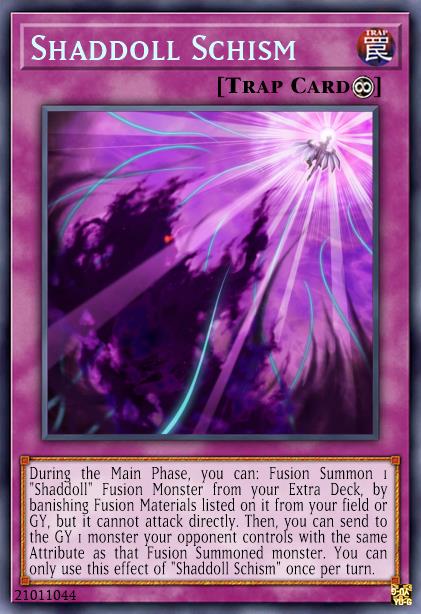 Shaddoll Schism
TRAP
罠
[Trap Card]
During the Main Phase, you can: Fusion Summon 1
"Shaddoll" Fusion Monster from your Extra Deck, by
banishing Fusion Materials listed on it from your field or
GY, but it cannot attack directly. Then, you can send to
the GY 1 monster your opponent controls with the same
Attribute as that Fusion Summoned monster. You can
only use this effect of "Shaddoll Schism" once per turn.
21011044